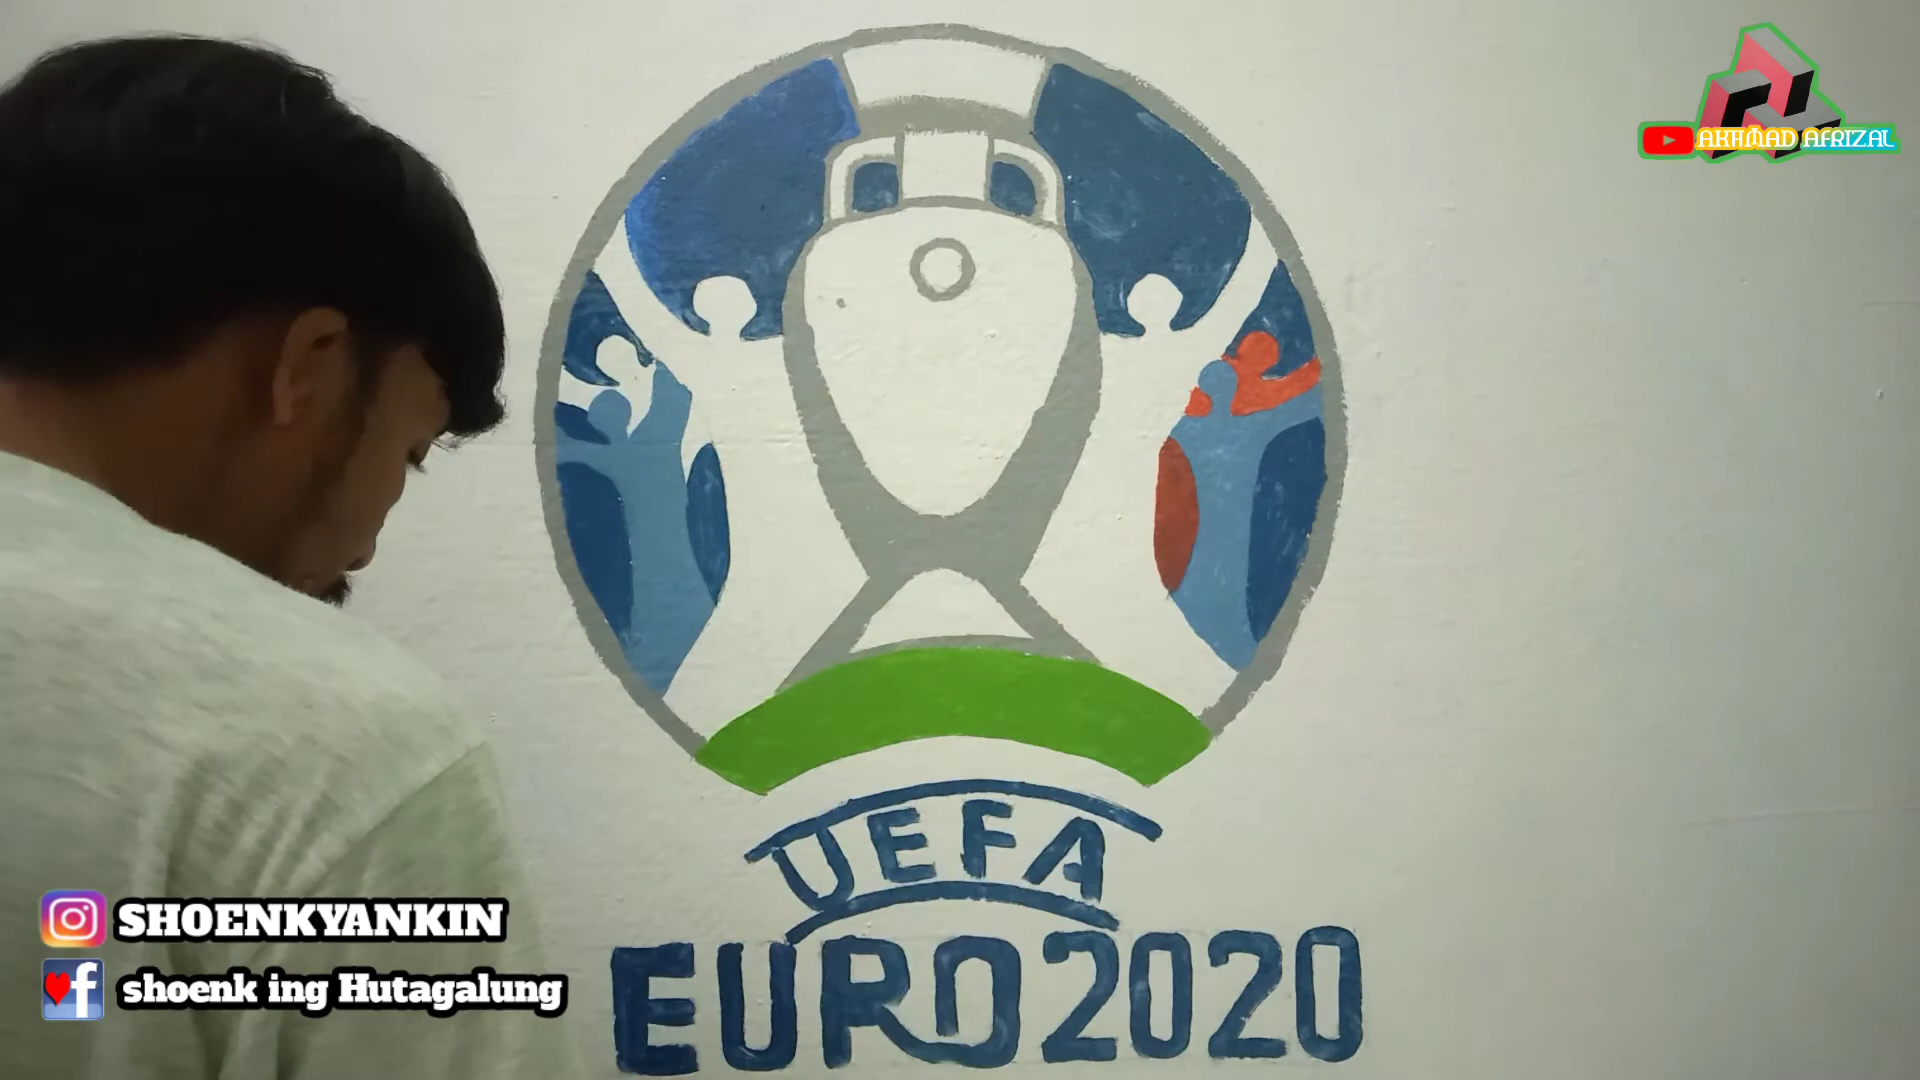 AKHMAD AFRIZAL
UEFA
EURO2020
SHOENKYANKIN
shoenk ing Hutagalung